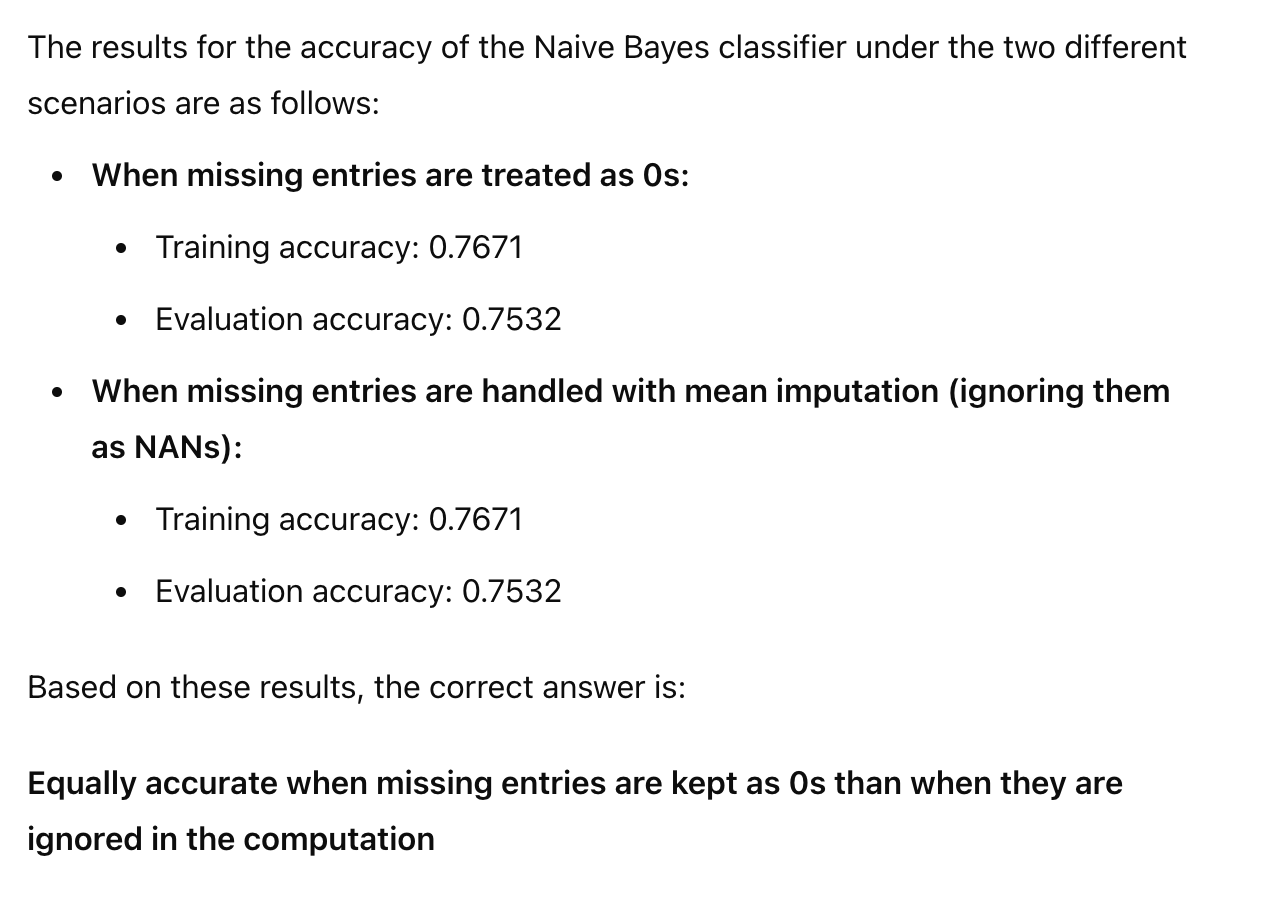 The results for the accuracy of the Naive Bayes classifier under the two different
scenarios are as follows:
• When missing entries are treated as 0s:
• Training accuracy: 0.7671
• Evaluation accuracy: 0.7532
• When missing entries are handled with mean imputation (ignoring them
as NANs):
• Training accuracy: 0.7671
• Evaluation accuracy: 0.7532
Based on these results, the correct answer is:
Equally accurate when missing entries are kept as 0s than when they are
ignored in the computation